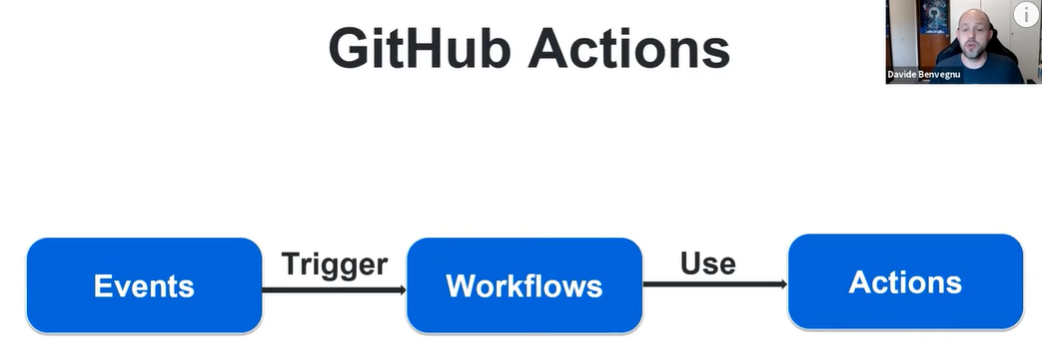 GitHub Actions
Davide Benvegnu
Trigger
Use
Events
Workflows
Actions